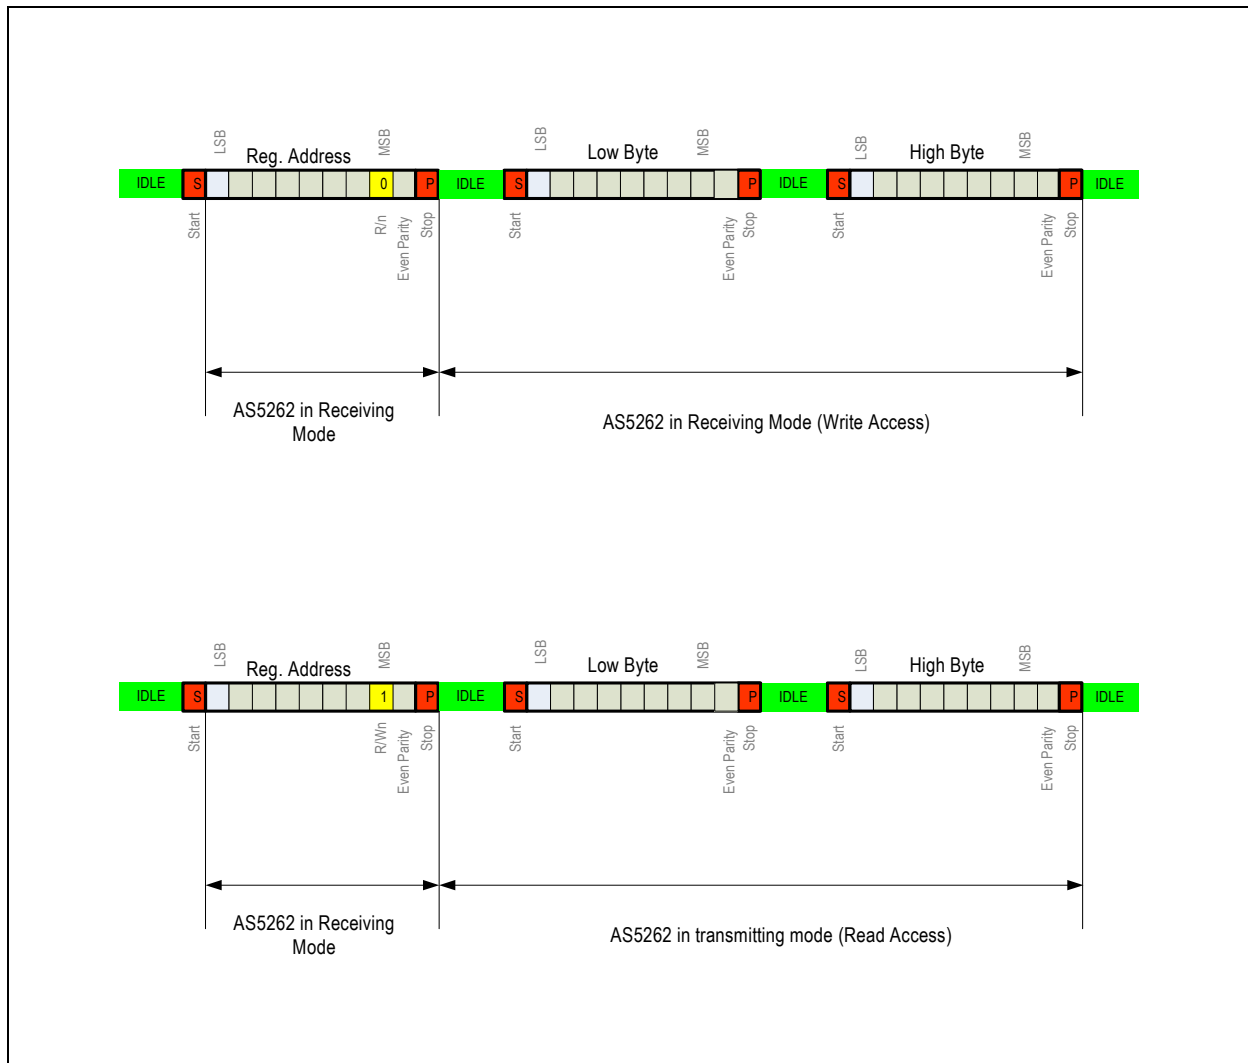 LSB
MSB
LSB
MSB
LSB
MSB
Reg. Address
Low Byte
High Byte
IDLE S 0 P IDLE S P IDLE S P IDLE
Start
R/n
Even Parity
Stop
Start
Even Parity
Stop
Start
Even Parity
Stop
AS5262 in Receiving
Mode
AS5262 in Receiving Mode (Write Access)
LSB
MSB
LSB
MSB
LSB
MSB
Reg. Address
Low Byte
High Byte
IDLE S 1 P IDLE S P IDLE S P IDLE
Start
R/Wn
Even Parity
Stop
Start
Even Parity
Stop
Start
Even Parity
Stop
AS5262 in Receiving
Mode
AS5262 in transmitting mode (Read Access)